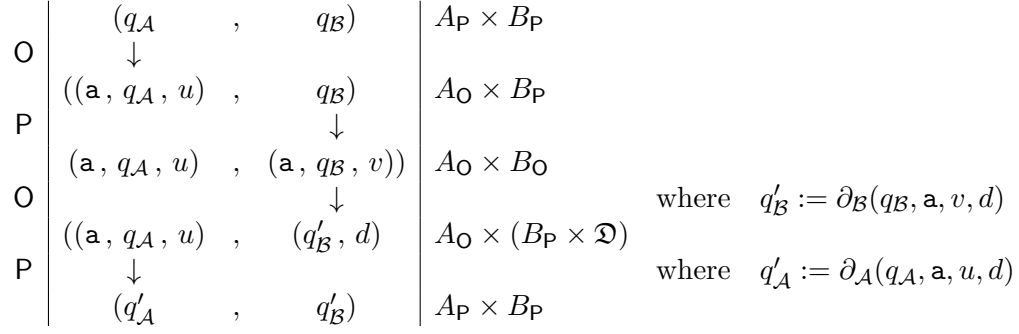 (q_𝒜 , q_ℬ) A_P × B_P
O ↓
((a , q_𝒜 , u) , q_ℬ) A_O × B_P
P ↓
(a , q_𝒜 , u) , (a , q_ℬ , v)) A_O × B_O
O ↓ where q′_ℬ := ∂_ℬ(q_ℬ, a, v, d)
((a , q_𝒜 , u) , (q′_ℬ , d) A_O × (B_P × 𝔇)
P ↓ where q′_𝒜 := ∂_𝒜(q_𝒜, a, u, d)
(q′_𝒜 , q′_ℬ) A_P × B_P